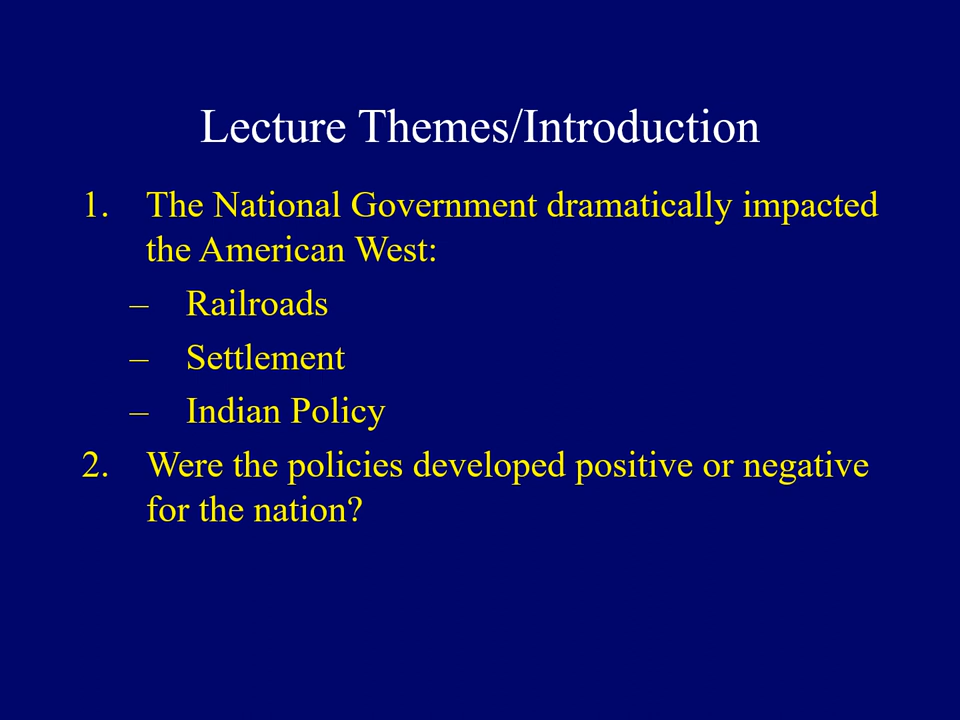 Lecture Themes/Introduction
1. The National Government dramatically impacted
the American West:
– Railroads
– Settlement
– Indian Policy
2. Were the policies developed positive or negative
for the nation?